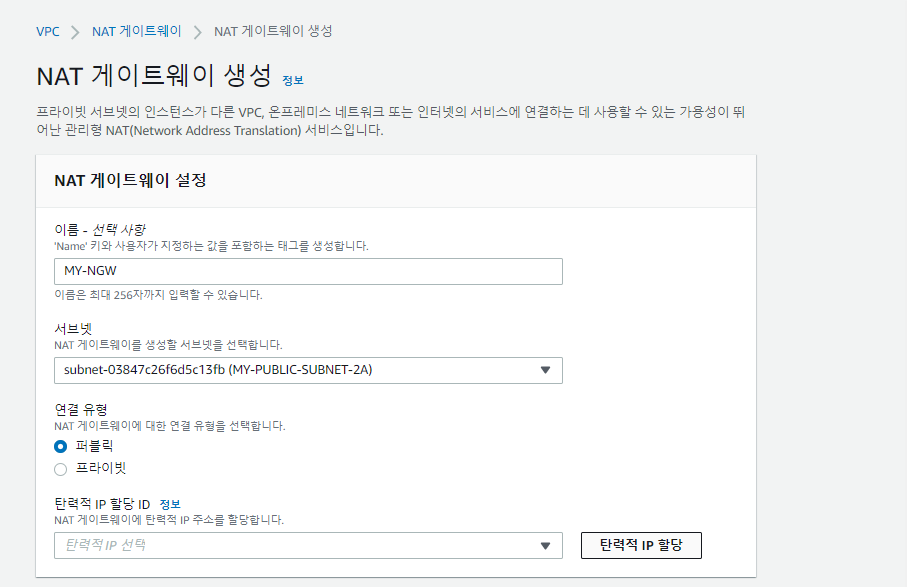 VPC > NAT 게이트웨이 > NAT 게이트웨이 생성
NAT 게이트웨이 생성 정보
프라이빗 서브넷의 인스턴스가 다른 VPC, 온프레미스 네트워크 또는 인터넷의 서비스에 연결하는 데 사용할 수 있는 가용성이 뛰
어난 관리형 NAT(Network Address Translation) 서비스입니다.
NAT 게이트웨이 설정
이름 - 선택 사항
'Name' 키와 사용자가 지정하는 값을 포함하는 태그를 생성합니다.
MY-NGW
이름은 최대 256자까지 입력할 수 있습니다.
서브넷
NAT 게이트웨이를 생성할 서브넷을 선택합니다.
subnet-03847c26f6d5c13fb (MY-PUBLIC-SUBNET-2A)
연결 유형
NAT 게이트웨이에 대한 연결 유형을 선택합니다.
퍼블릭
프라이빗
탄력적 IP 할당 ID 정보
NAT 게이트웨이에 탄력적 IP 주소를 할당합니다.
탄력적 IP 선택 탄력적 IP 할당